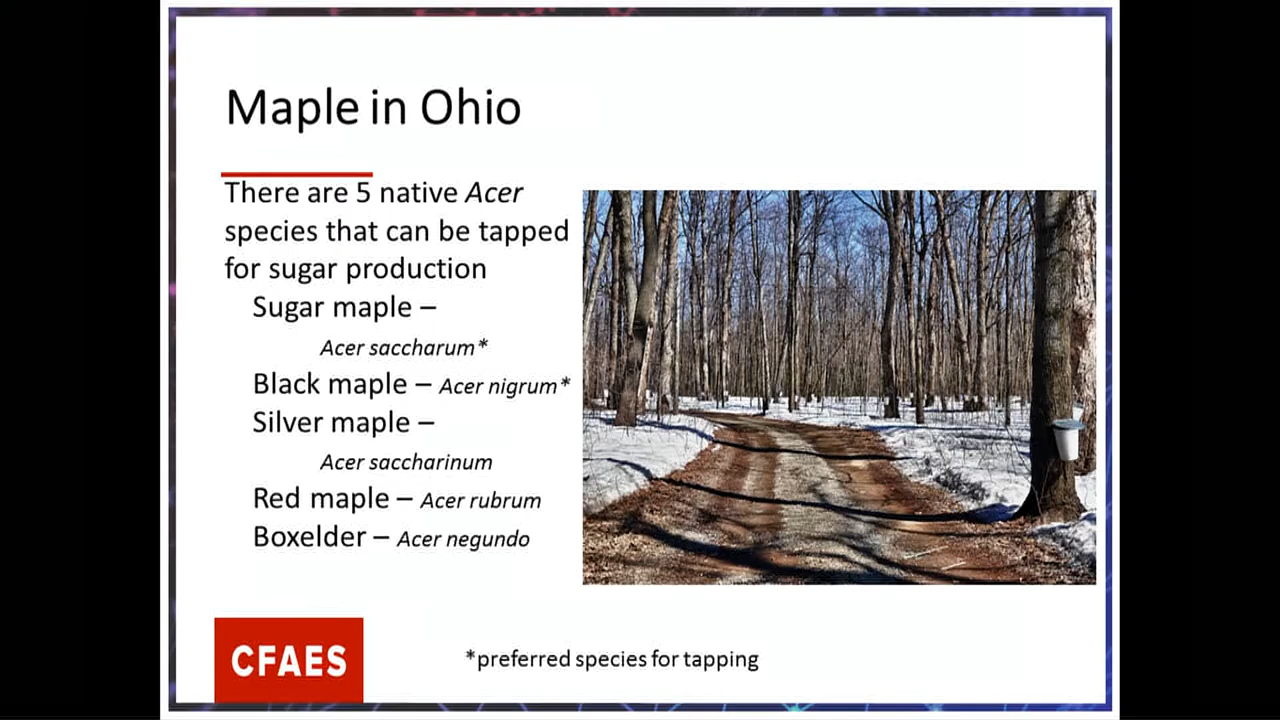 Maple in Ohio
There are 5 native Acer
species that can be tapped
for sugar production
Sugar maple –
Acer saccharum*
Black maple – Acer nigrum*
Silver maple –
Acer saccharinum
Red maple – Acer rubrum
Boxelder – Acer negundo
CFAES
*preferred species for tapping